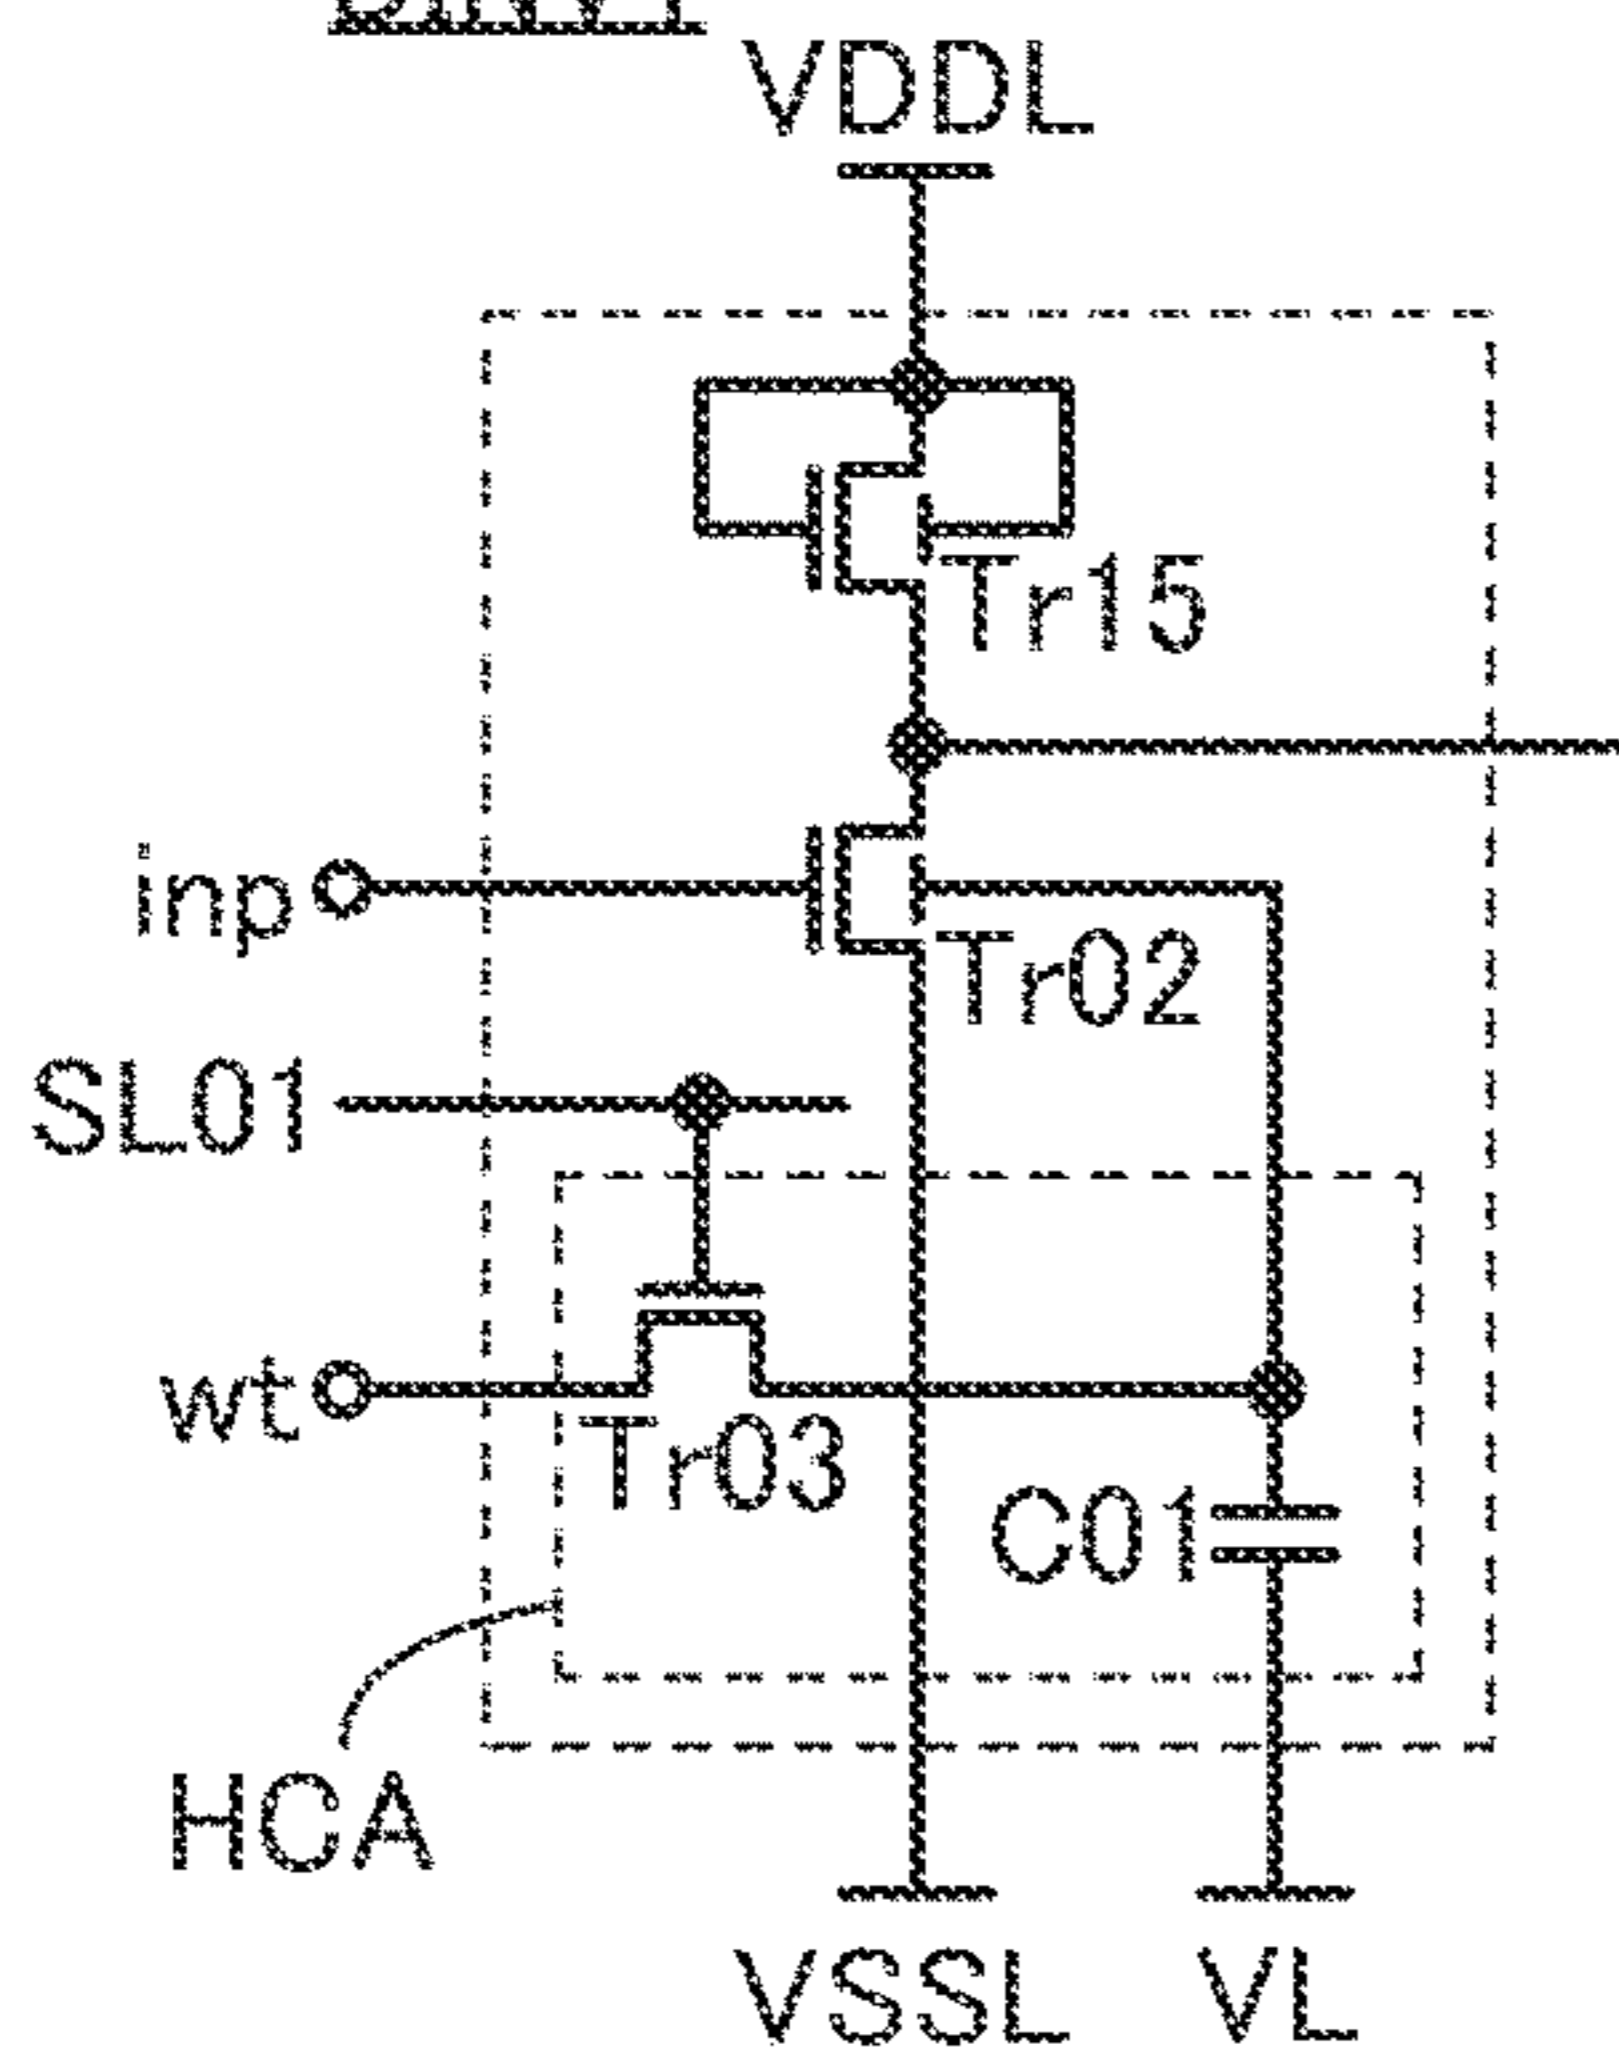 VDDL
Tr15
inp
Tr02
SL01
wt
Tr03
C01
HCA
VSSL
VL